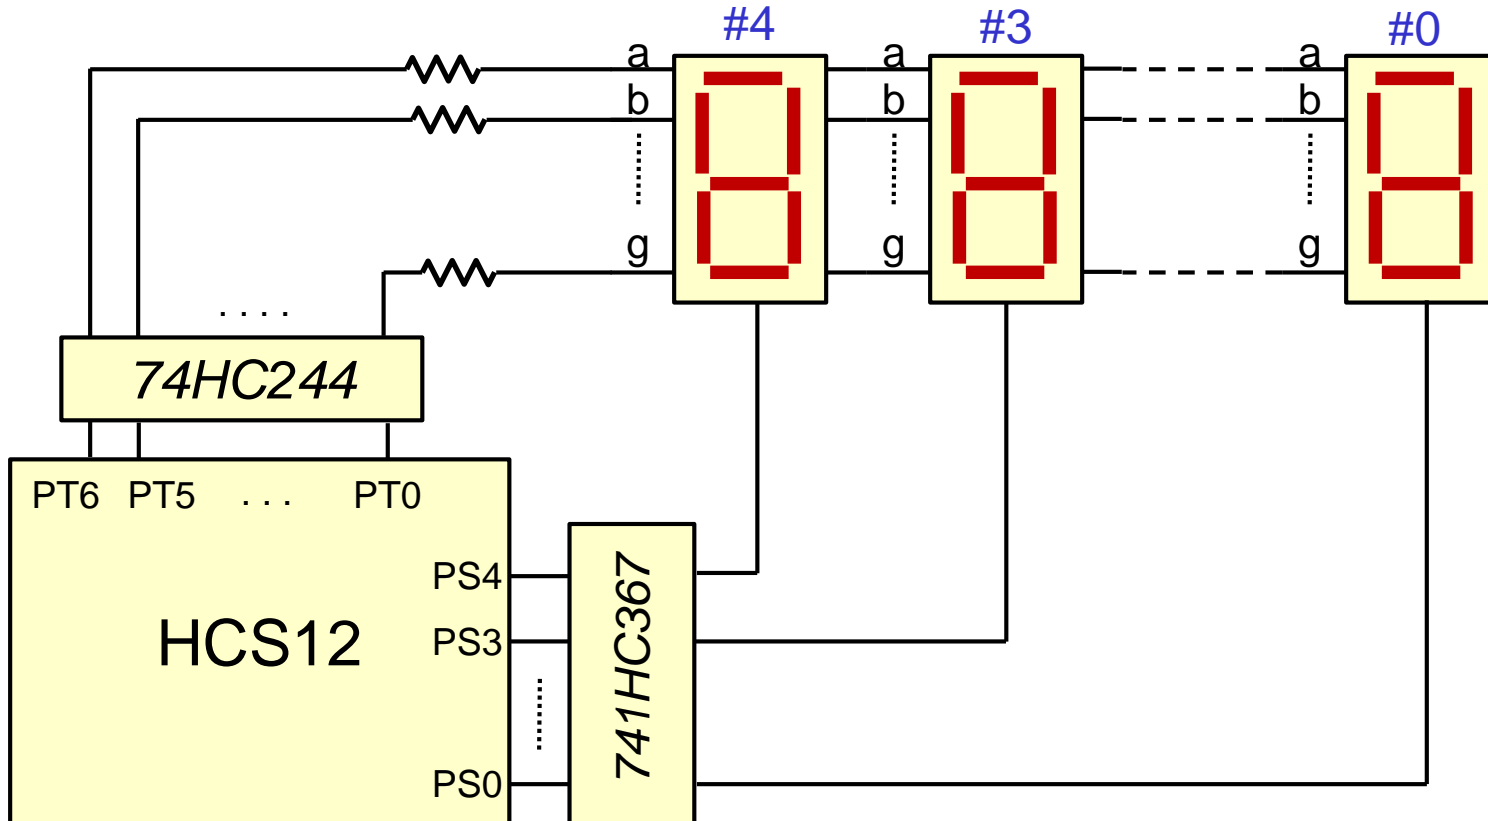 #4 #3 #0
a a a
b b b
g g g
. . . .
74HC244
PT6 PT5 . . . PT0
PS4
HCS12 PS3
741HC367
PS0